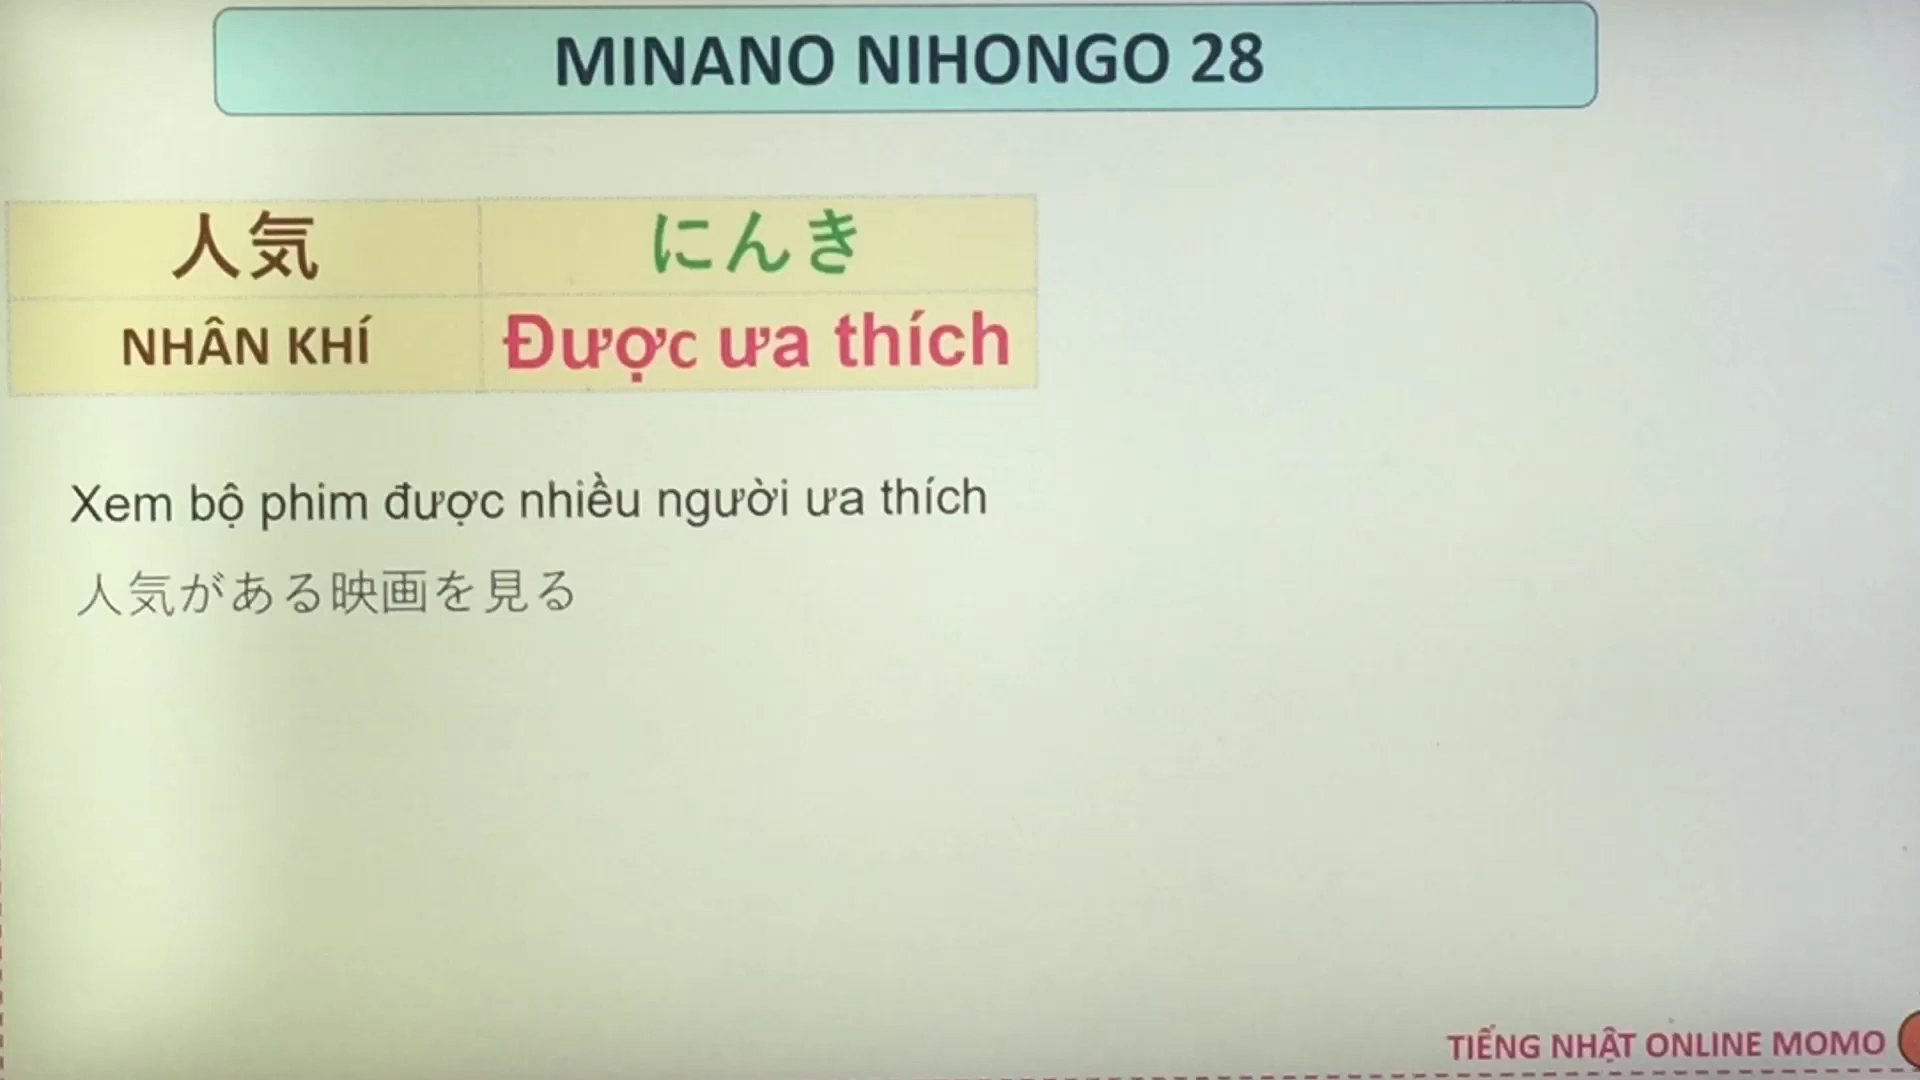 MINANO NIHONGO 28
人気 にんき
NHÂN KHÍ Được ưa thích
Xem bộ phim được nhiều người ưa thích
人気がある映画を見る
TIẾNG NHẬT ONLINE MOMO